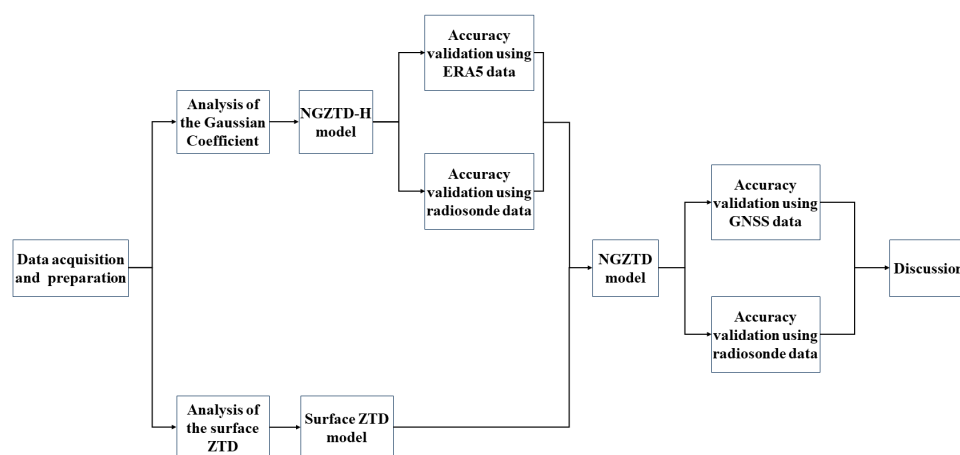 Data acquisition
and preparation
Analysis of
the Gaussian
Coefficient
NGZTD-H
model
Accuracy
validation using
ERA5 data
Accuracy
validation using
radiosonde data
Analysis of
the surface
ZTD
Surface ZTD
model
NGZTD
model
Accuracy
validation using
GNSS data
Accuracy
validation using
radiosonde data
Discussion